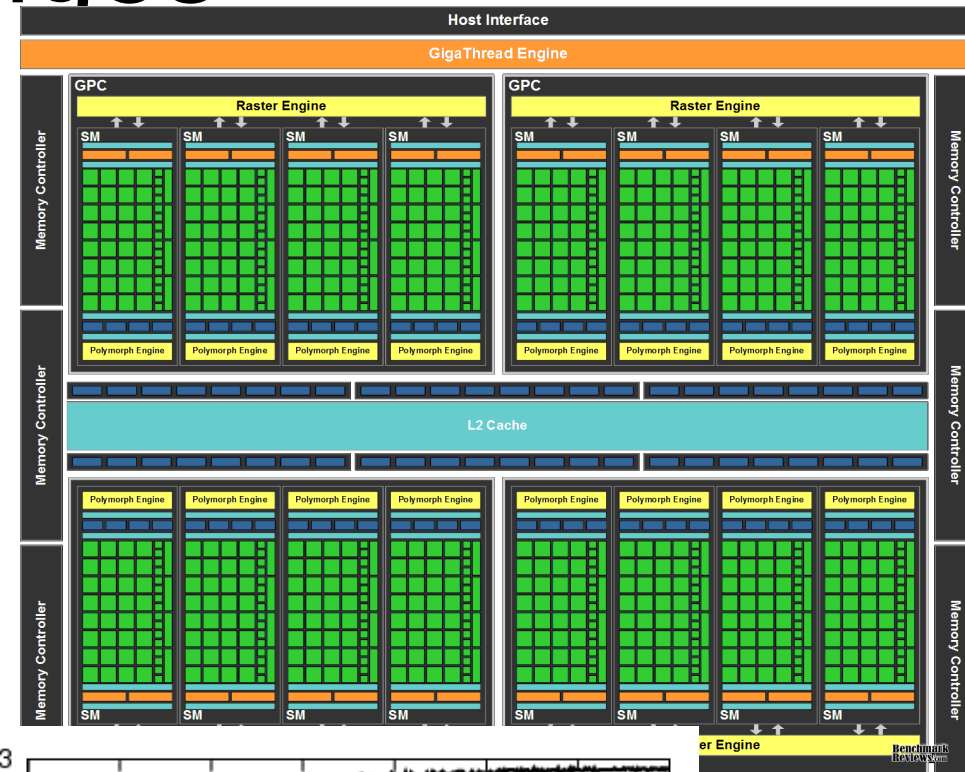 Host Interface
GigaThread Engine
GPC
GPC
Raster Engine
Raster Engine
SM
SM
SM
SM
SM
SM
SM
SM
Memory Controller
Memory Controller
Polymorph Engine
Polymorph Engine
Polymorph Engine
Polymorph Engine
Polymorph Engine
Polymorph Engine
Polymorph Engine
Polymorph Engine
L2 Cache
Memory Controller
Memory Controller
Polymorph Engine
Polymorph Engine
Polymorph Engine
Polymorph Engine
Polymorph Engine
Polymorph Engine
Polymorph Engine
Polymorph Engine
Memory Controller
Memory Controller
SM
SM
SM
SM
SM
SM
SM
SM
er Engine
Benchmark
Reviews.com
3